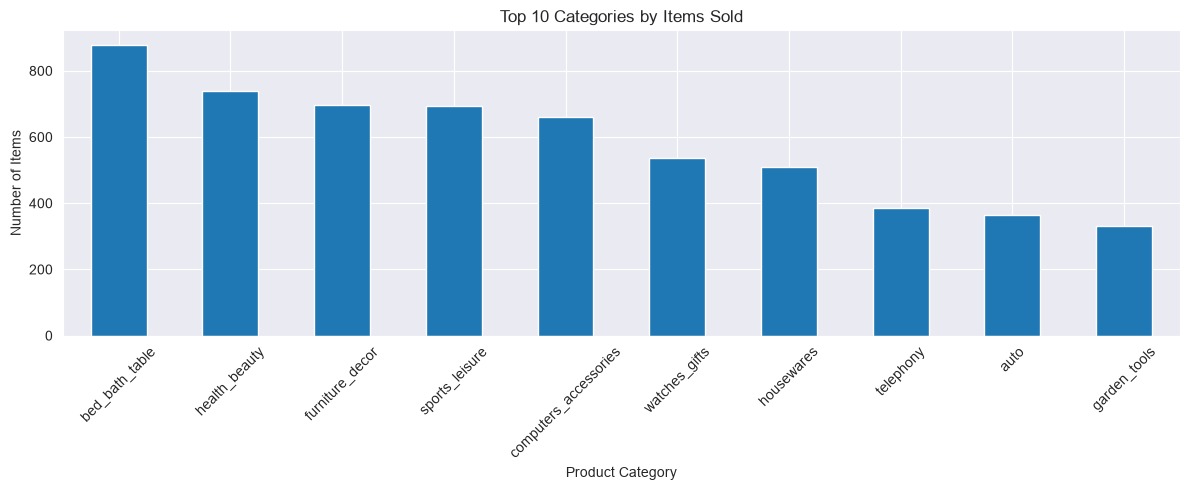 Top 10 Categories by Items Sold
Number of Items
800
600
400
200
0
bed_bath_table
health_beauty
furniture_decor
sports_leisure
computers_accessories
watches_gifts
housewares
telephony
auto
garden_tools
Product Category